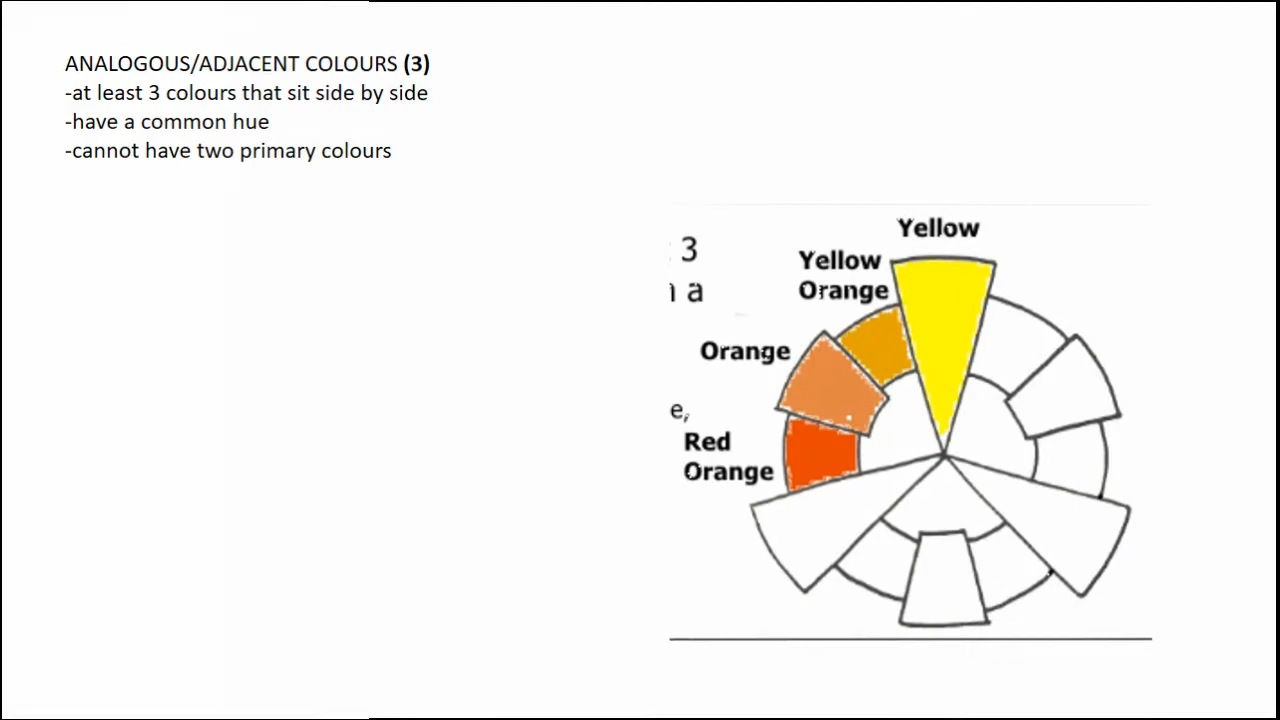 ANALOGOUS/ADJACENT COLOURS (3)
-at least 3 colours that sit side by side
-have a common hue
-cannot have two primary colours
Yellow
3
Yellow
Orange
a
Orange
e,
Red
Orange